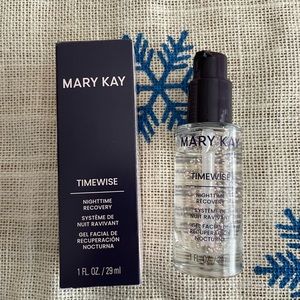 MARY KAY
TIMEWISE
NIGHTTIME
RECOVERY
SYSTÈME DE
NUIT RAVIVANT
GEL FACIAL DE
RECUPERACIÓN
NOCTURNA
1 FL. OZ. / 29 ml
MARY KAY
TIMEWISE
NIGHTTIME
RECOVERY
SYSTÈME DE
NUIT RAVIVANT
GEL FACIAL DE
RECUPERACIÓN
NOCTURNA